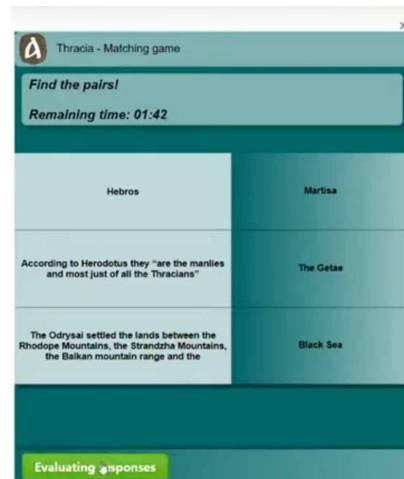 Thracia - Matching game
Find the pairs!
Remaining time: 01:42
Hebros
Martisa
According to Herodotus they "are the manlies
and most just of all the Thracians"
The Getae
The Odrysai settled the lands between the
Rhodope Mountains, the Strandzha Mountains,
the Balkan mountain range and the
Black Sea
Evaluating responses